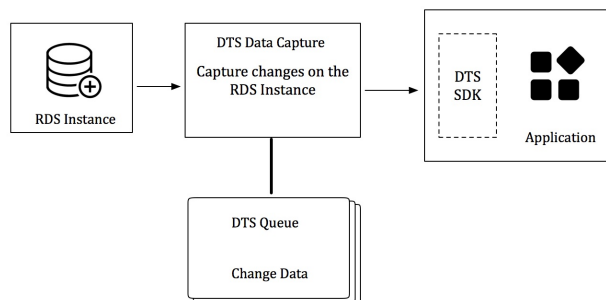 RDS Instance
DTS Data Capture
Capture changes on the
RDS Instance
DTS
SDK
Application
DTS Queue
Change Data